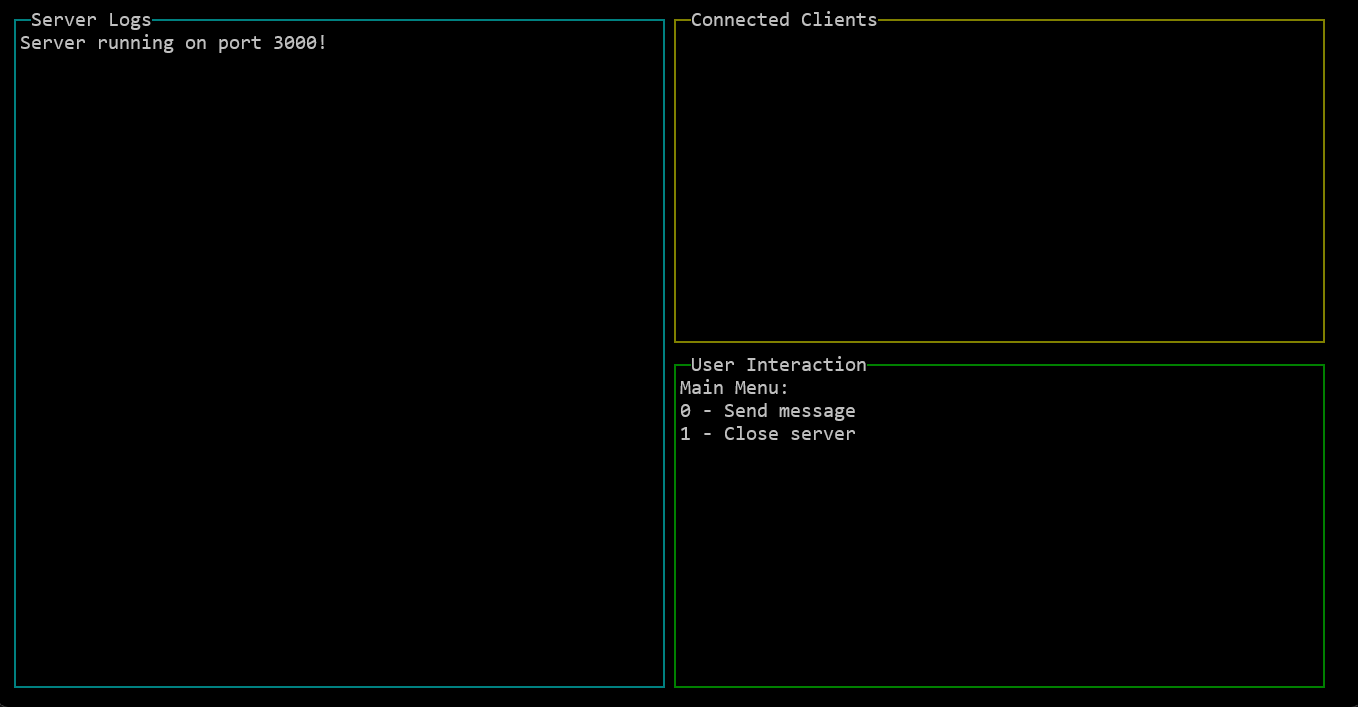 Server Logs
Server running on port 3000!
Connected Clients
User Interaction
Main Menu:
0 - Send message
1 - Close server